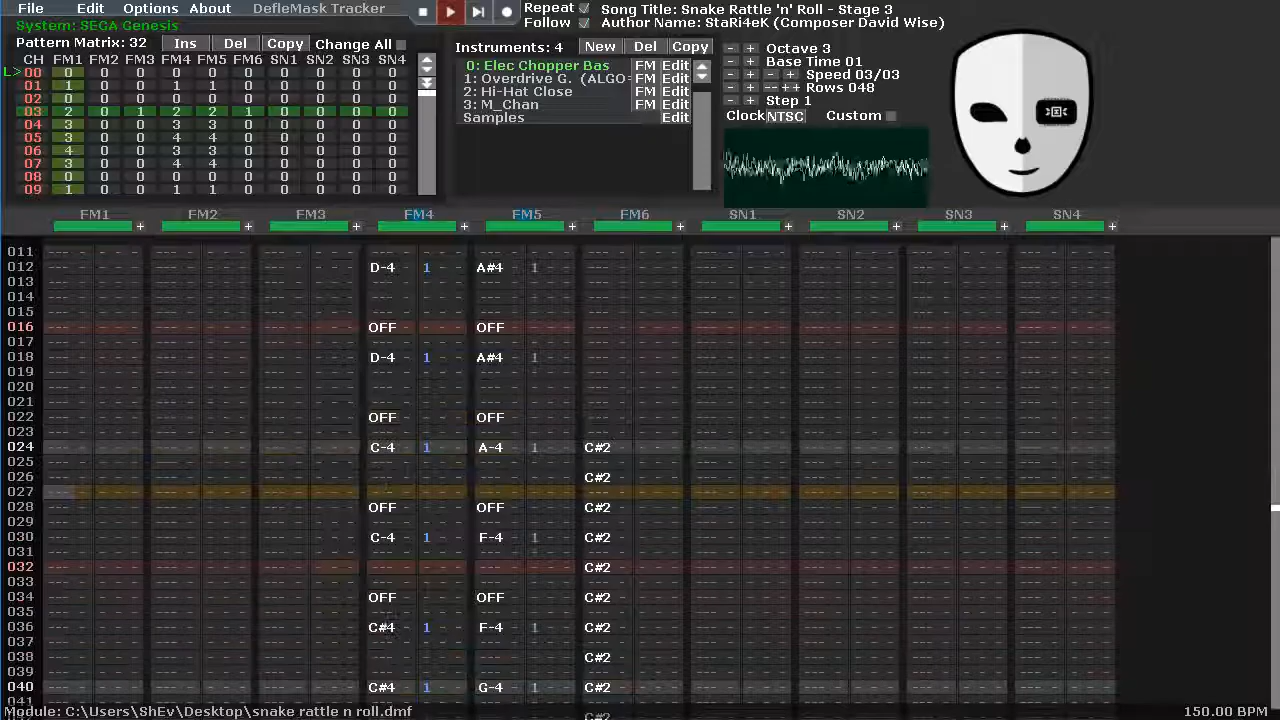 File Edit Options About DefleMask Tracker
System: SEGA Genesis
Pattern Matrix: 32 Ins Del Copy Change All
CH FM1 FM2 FM3 FM4 FM5 FM6 SN1 SN2 SN3 SN4
L> 00 0 0 0 0 0 0 0 0 0 0
01 1 0 0 1 1 0 0 0 0 0
02 0 0 0 0 0 0 0 0 0 0
03 2 0 1 2 2 1 0 0 0 0
04 3 0 0 3 3 0 0 0 0 0
05 3 0 0 3 3 0 0 0 0 0
06 4 0 0 3 3 0 0 0 0 0
07 3 0 0 4 4 0 0 0 0 0
08 0 0 0 0 0 0 0 0 0 0
09 1 0 0 1 1 0 0 0 0 0
Repeat Song Title: Snake Rattle 'n' Roll - Stage 3
Follow Author Name: StaRiteK (Conposer David Wise)
Instruments: 4 New Del Copy
0: Elec Chopper Bas FM Edit
1: Overdrive G. (ALGO= FM Edit
2: Hi-Hat Close FM Edit
3: M_Chan FM Edit
Samples Edit
- + Octave 3
- + Base Time 01
- + - + Speed 03/03
- + -- ++ Rows 048
- + Step 1
Clock NTSC Custom
FM1 FM2 FM3 FM4 FM5 FM6 SN1 SN2 SN3 SN4
+ + + + + + + + + +
011
012 D-4 1 A#4 1
013
014
015
016 OFF OFF
017
018 D-4 1 A#4 1
019
020
021
022 OFF OFF
023
024 C-4 1 A-4 1 C#2
025
026 C#2
027
028 OFF OFF C#2
029
030 C-4 1 F-4 1 C#2
031
032 C#2
033
034 OFF OFF C#2
035
036 C#4 1 F-4 1 C#2
037
038 C#2
039
040 C#4 1 G-4 1 C#2
041
C#2
Module: C:\Users\ShEv\Desktop\snake rattle n roll.dmf 150.00 BPM